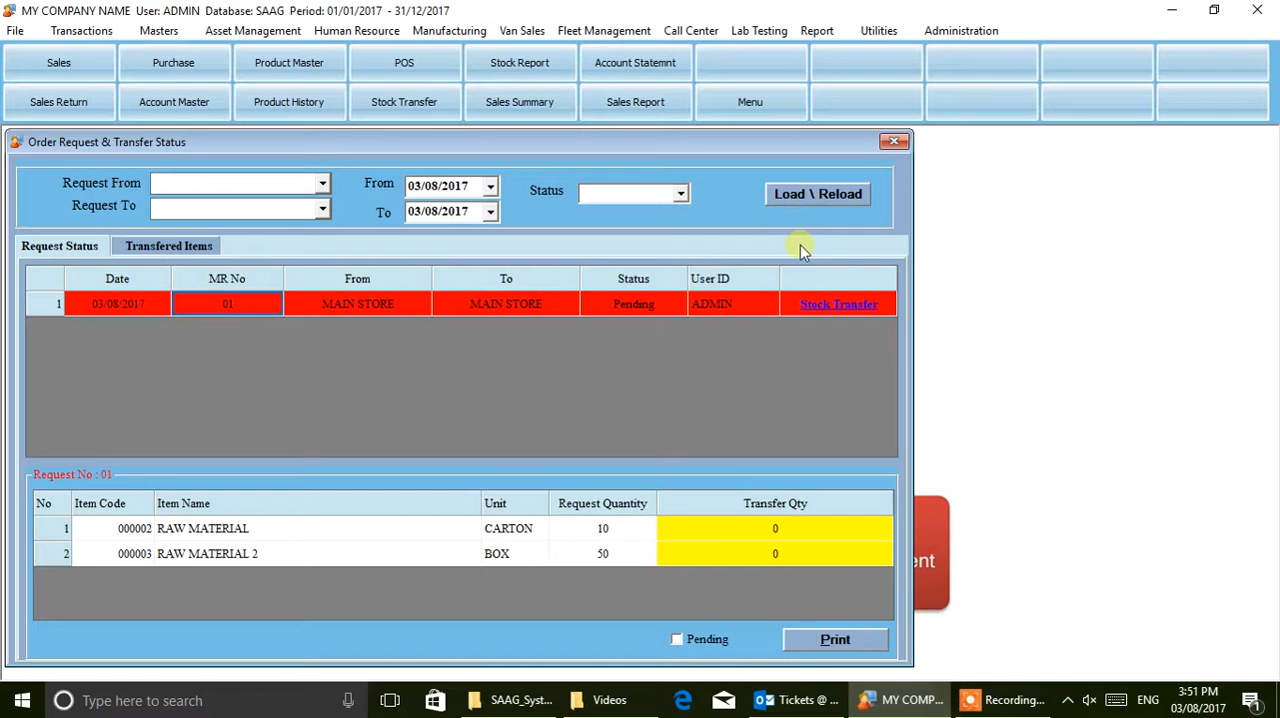 MY COMPANY NAME User: ADMIN Database: SAAG Period: 01/01/2017 - 31/12/2017
File Transactions Masters Asset Management Human Resource Manufacturing Van Sales Fleet Management Call Center Lab Testing Report Utilities Administration
Sales Purchase Product Master POS Stock Report Account Statemnt
Sales Return Account Master Product History Stock Transfer Sales Summary Sales Report Menu
Order Request & Transfer Status
Request From From 03/08/2017 Status Load \ Reload
Request To To 03/08/2017
Request Status Transfered Items
Date MR No From To Status User ID
1 03/08/2017 01 MAIN STORE MAIN STORE Pending ADMIN Stock Transfer
Request No : 01
No Item Code Item Name Unit Request Quantity Transfer Qty
1 000002 RAW MATERIAL CARTON 10 0
2 000003 RAW MATERIAL 2 BOX 50 0
ent
Pending Print
Type here to search SAAG_Syst... Videos Tickets @ ... MY COMP... Recording... ENG 3:51 PM
03/08/2017 1